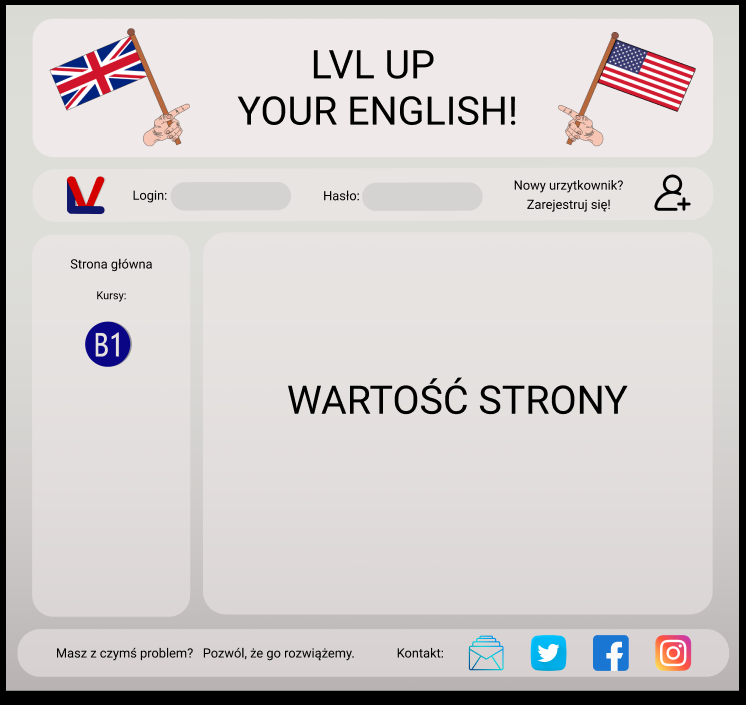 LVL UP
YOUR ENGLISH!
Login:
Hasło:
Nowy urzytkownik?
Zarejestruj się!
Strona główna
Kursy:
B1
WARTOŚĆ STRONY
Masz z czymś problem? Pozwól, że go rozwiążemy.
Kontakt: